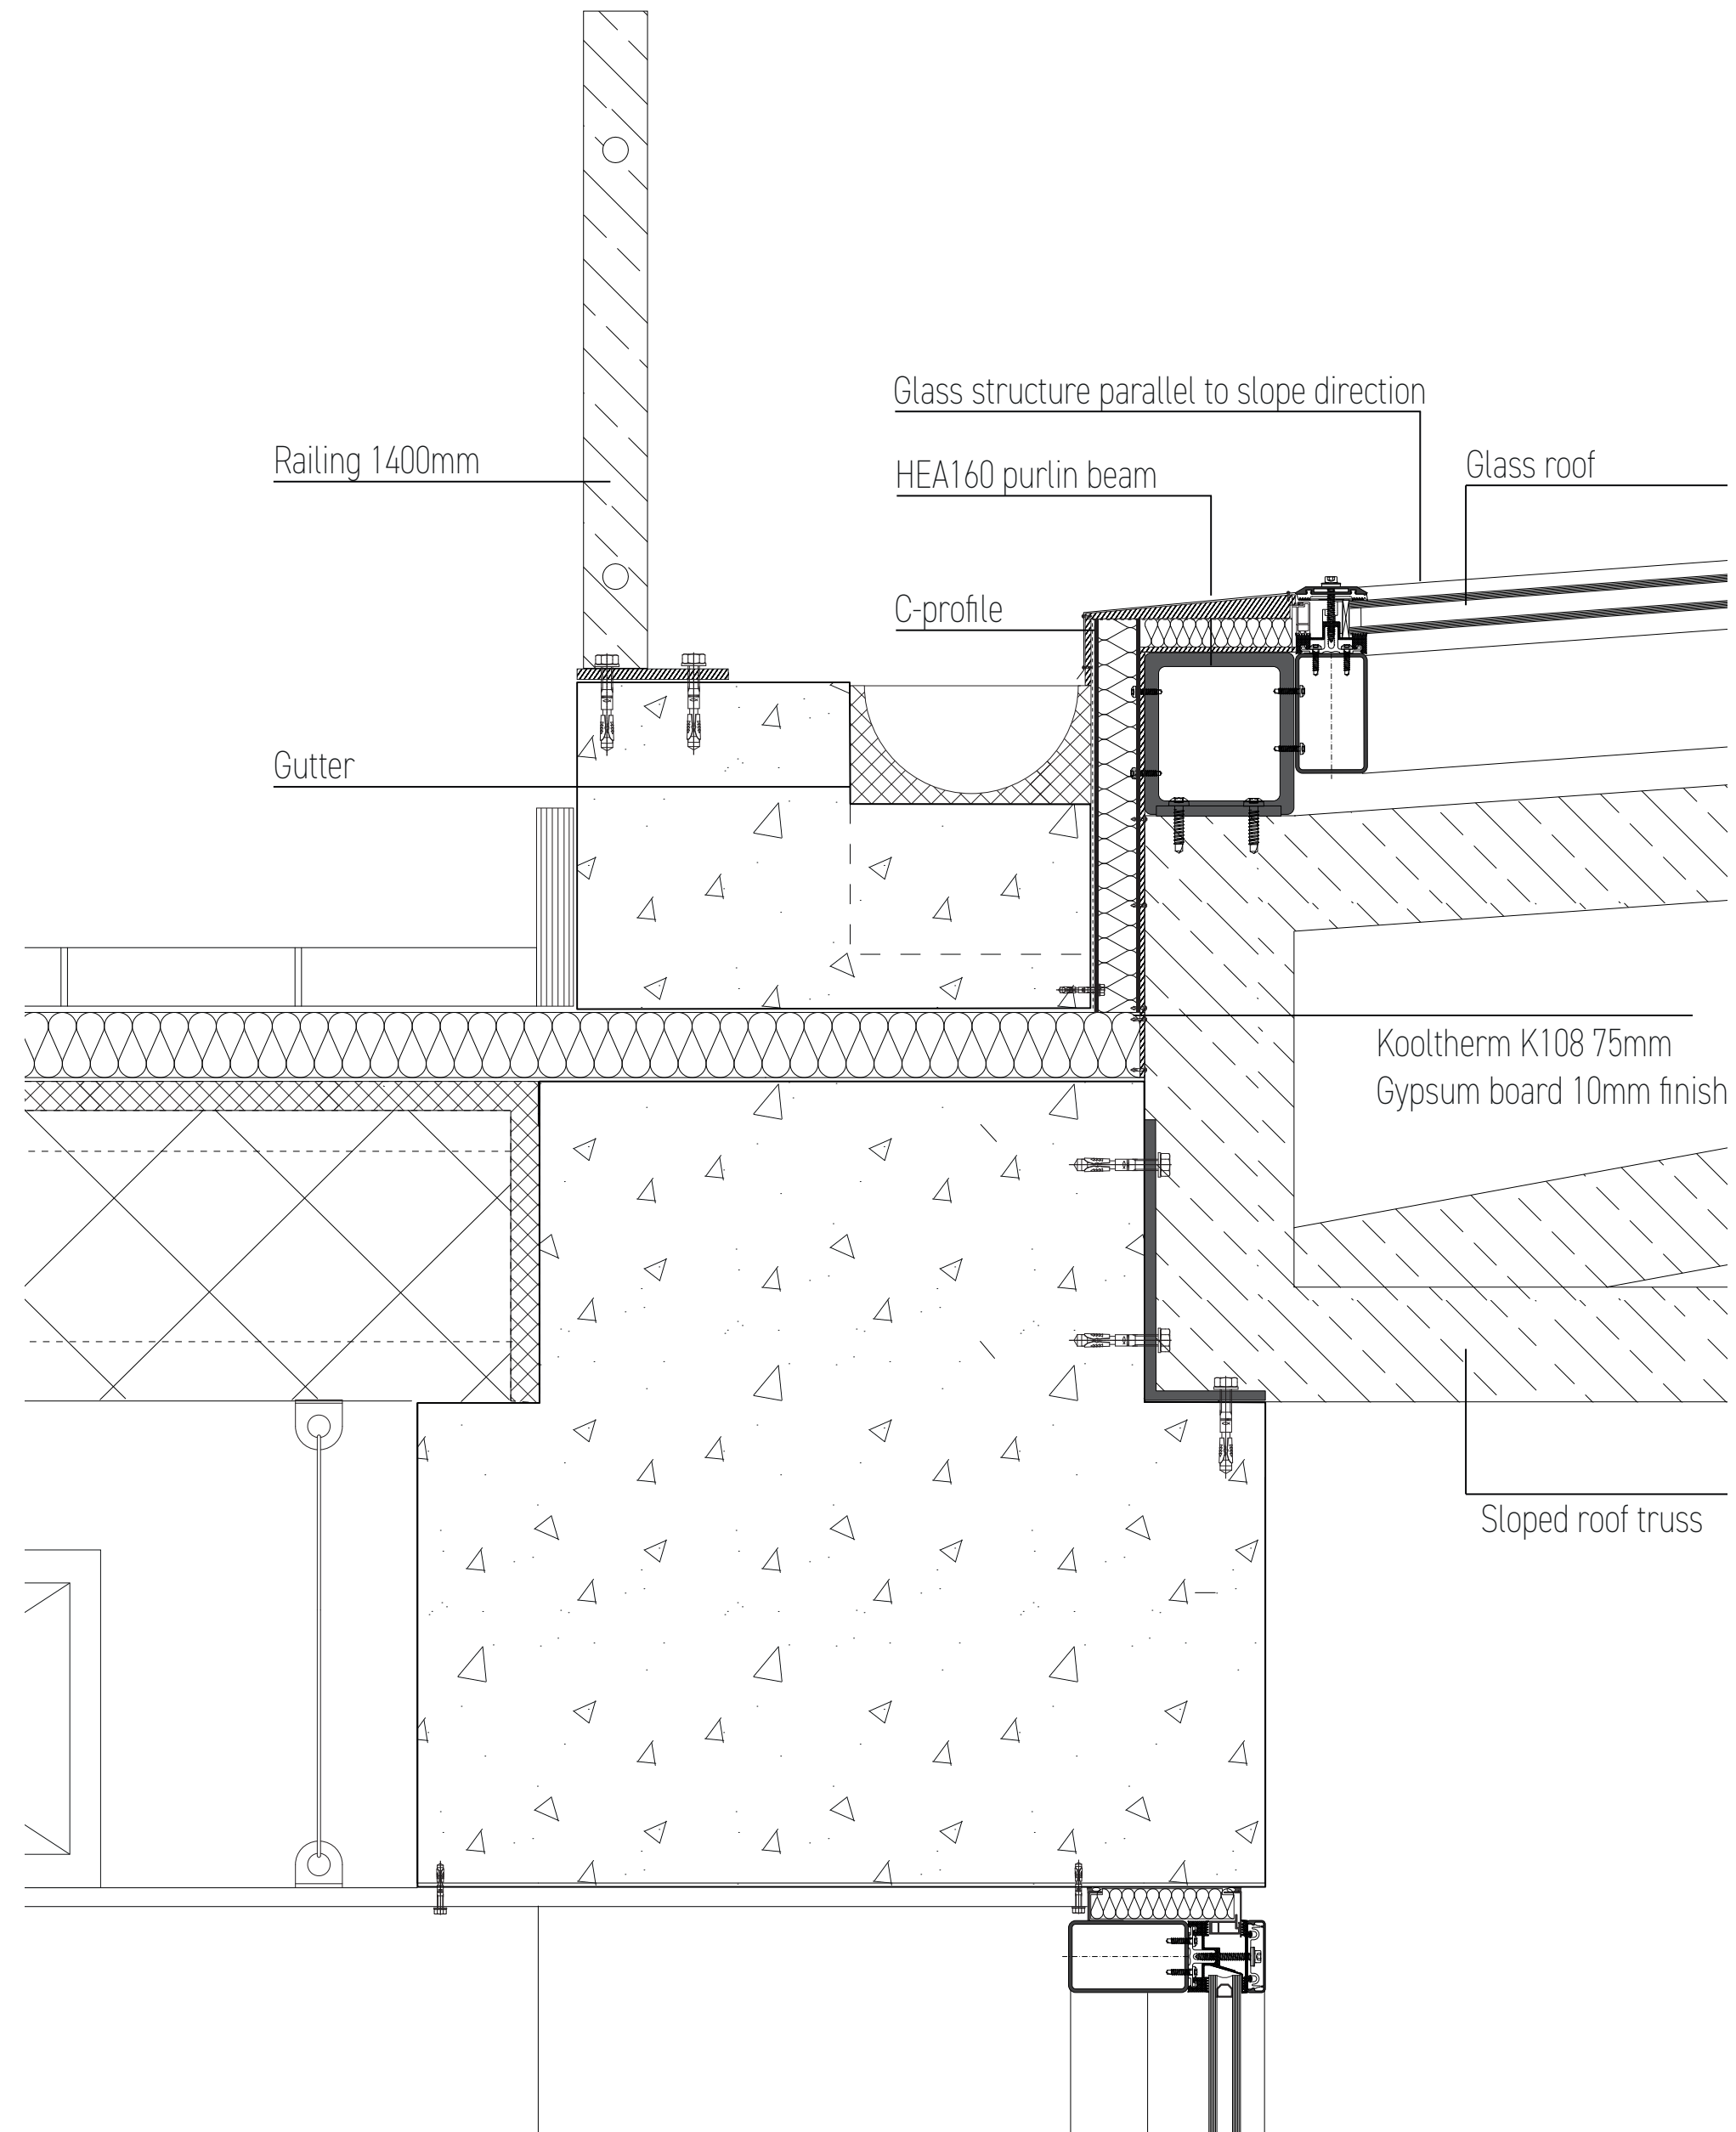 Glass structure parallel to slope direction
Railing 1400mm
HEA160 purlin beam
Glass roof
C-profile
Gutter
Kooltherm K108 75mm
Gypsum board 10mm finish
Sloped roof truss